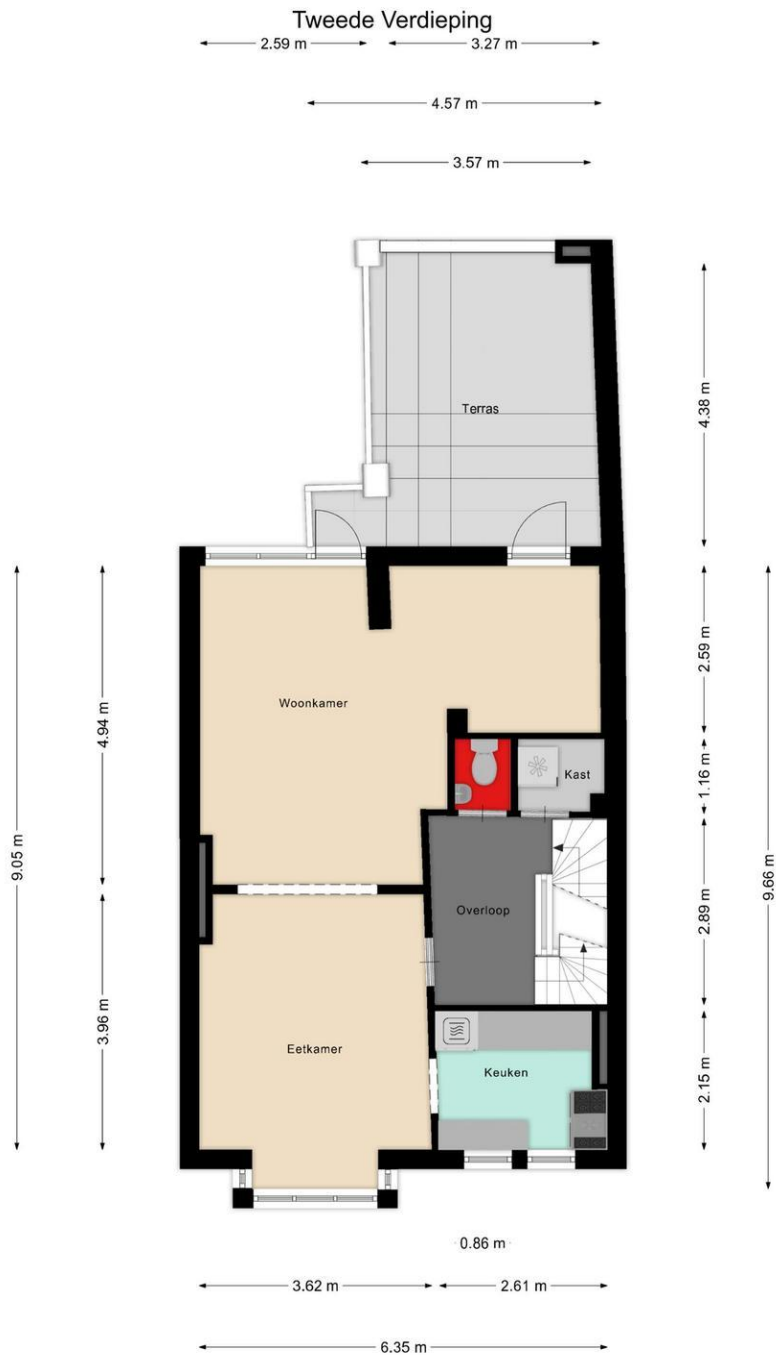 Tweede Verdieping
2.59 m
3.27 m
4.57 m
3.57 m
4.38 m
Terras
2.59 m
4.94 m
Woonkamer
1.16 m
Kast
9.05 m
9.66 m
2.89 m
Overloop
3.96 m
Eetkamer
Keuken
2.15 m
0.86 m
3.62 m
2.61 m
6.35 m